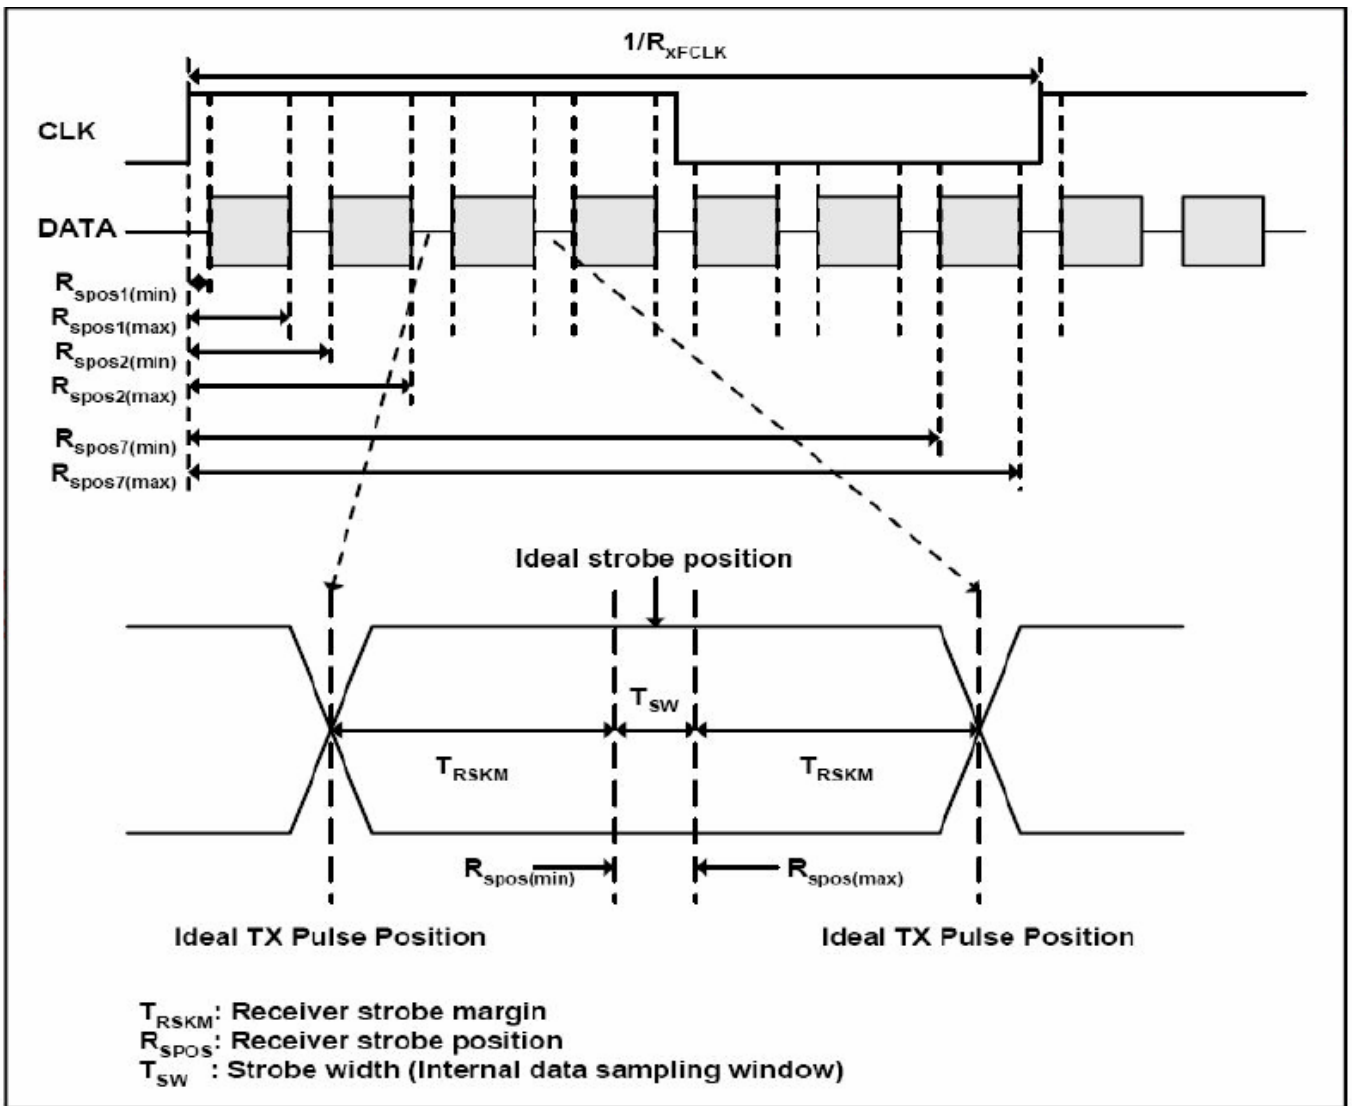 1/RxFCLK
CLK
DATA
Rspos1(min)
Rspos1(max)
Rspos2(min)
Rspos2(max)
Rspos7(min)
Rspos7(max)
Ideal strobe position
TSW
TRSKM
TRSKM
Rspos(min)
Rspos(max)
Ideal TX Pulse Position
Ideal TX Pulse Position
TRSKM: Receiver strobe margin
RSPOS: Receiver strobe position
TSW : Strobe width (Internal data sampling window)